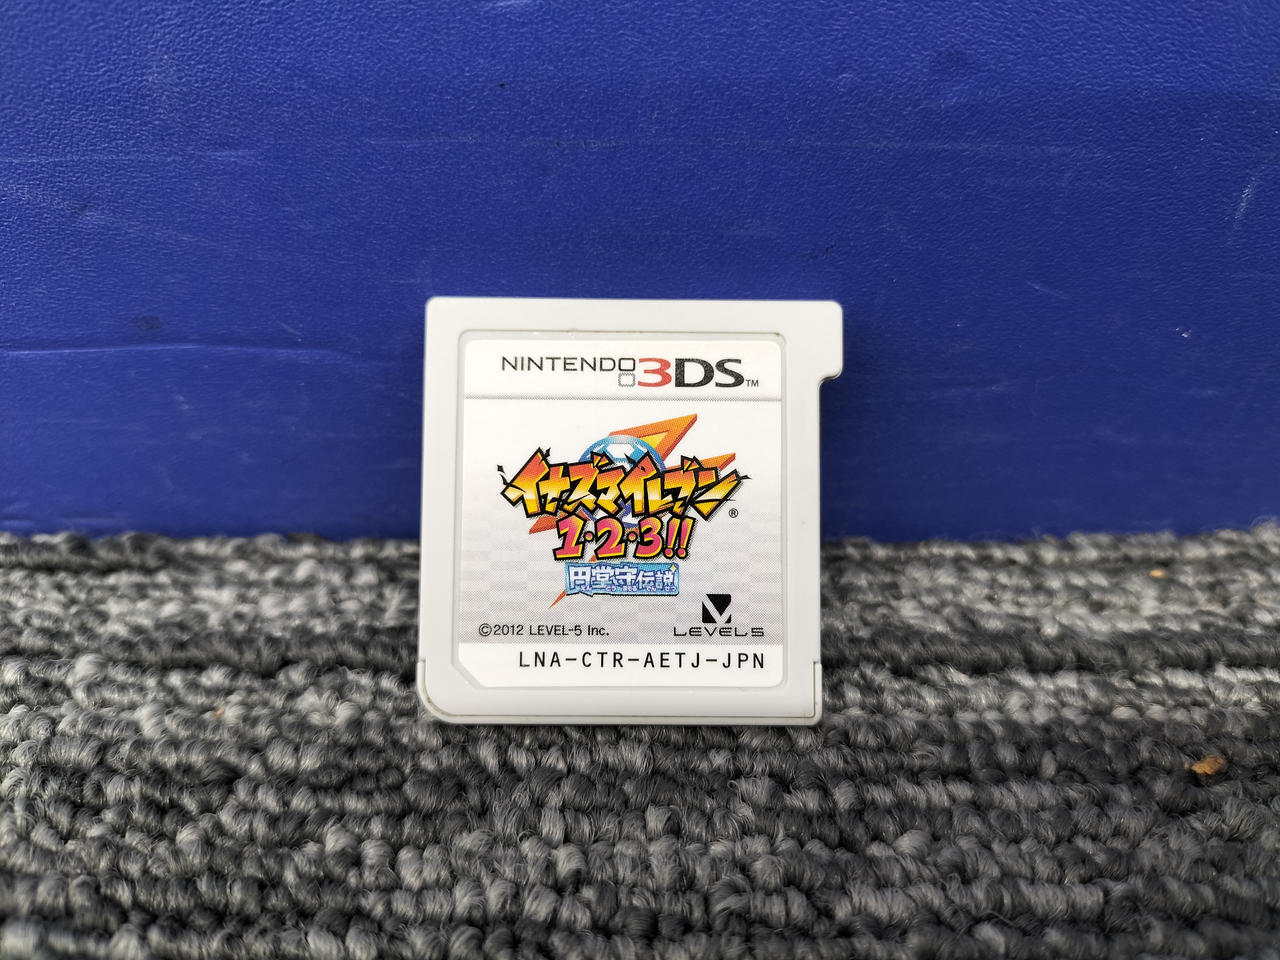 NINTENDO 3DS™
イナズマイレブン®
1・2・3!!
円堂守伝説
©2012 LEVEL-5 Inc.
LEVEL5
LNA-CTR-AETJ-JPN